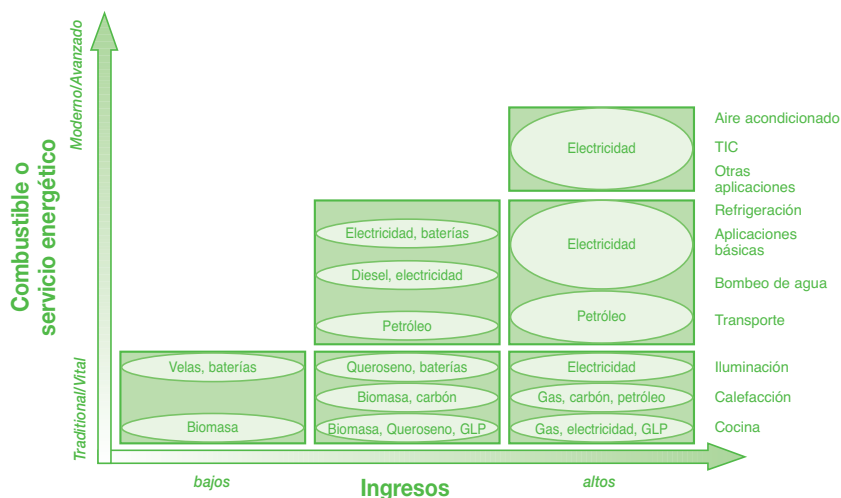 Moderno/Avanzado
Combustible o
servicio energético
Traditional/Vital
Electricidad
Aire acondicionado
TIC
Otras
aplicaciones
Electricidad, baterías
Diesel, electricidad
Petróleo
Electricidad
Petróleo
Refrigeración
Aplicaciones
básicas
Bombeo de agua
Transporte
Velas, baterías
Queroseno, baterías
Electricidad
Iluminación
Biomasa, carbón
Gas, carbón, petróleo
Calefacción
Biomasa
Biomasa, Queroseno, GLP
Gas, electricidad, GLP
Cocina
bajos
Ingresos
altos